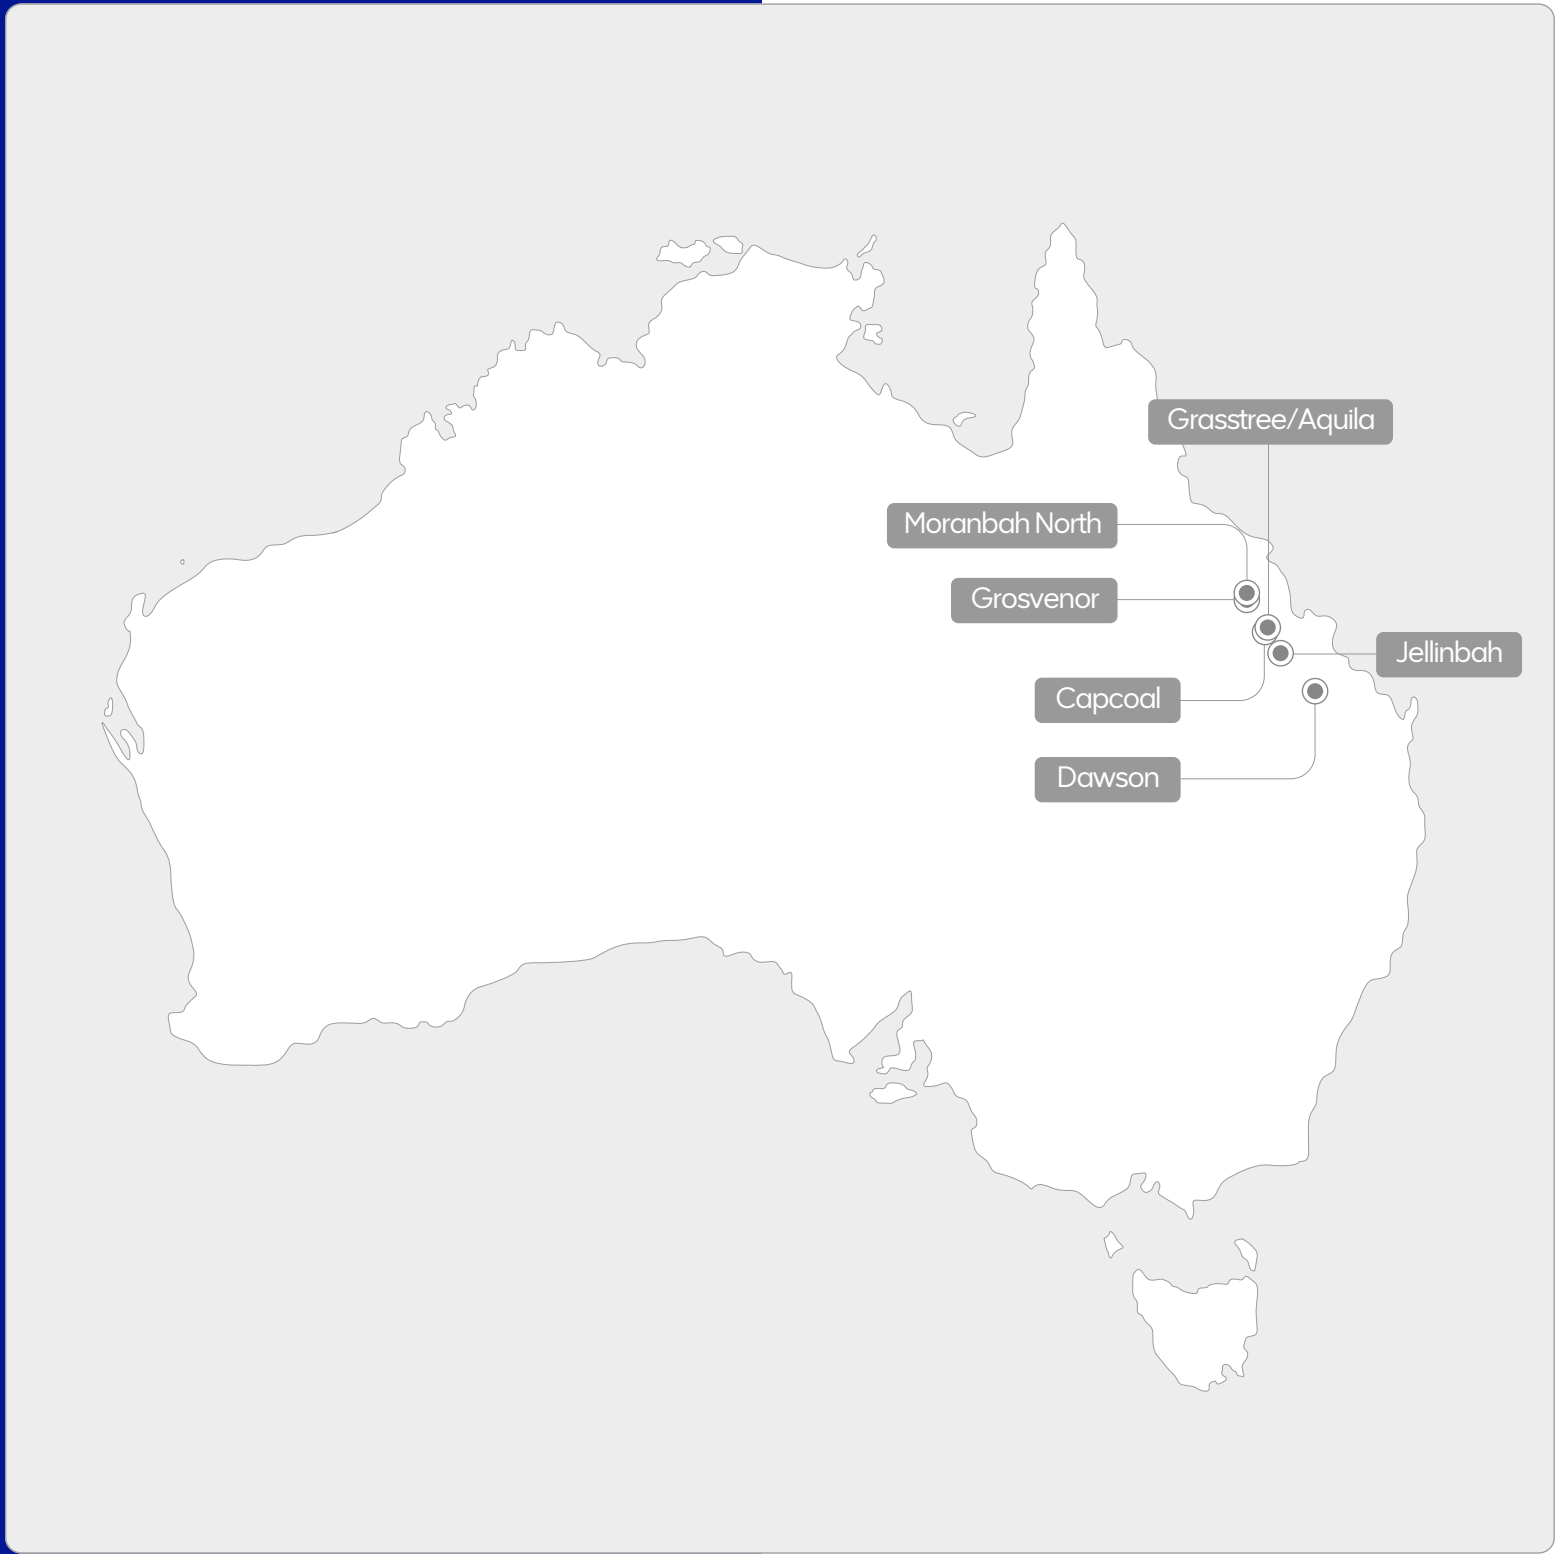 Grasstree/Aquila
Moranbah North
Grosvenor
Jellinbah
Capcoal
Dawson